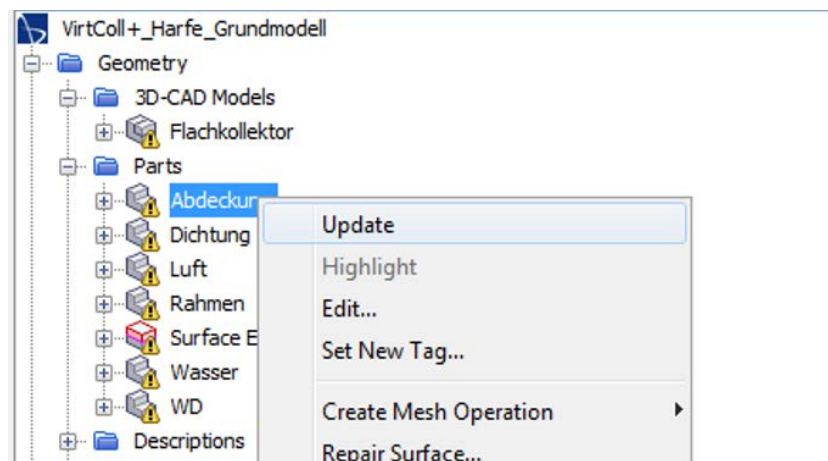 VirtColl+_Harfe_Grundmodell
Geometry
3D-CAD Models
Flachkollektor
Parts
Abdeckun
Update
Dichtung
Highlight
Luft
Rahmen
Edit...
Surface E
Set New Tag...
Wasser
WD
Create Mesh Operation
Descriptions
Repair Surface...